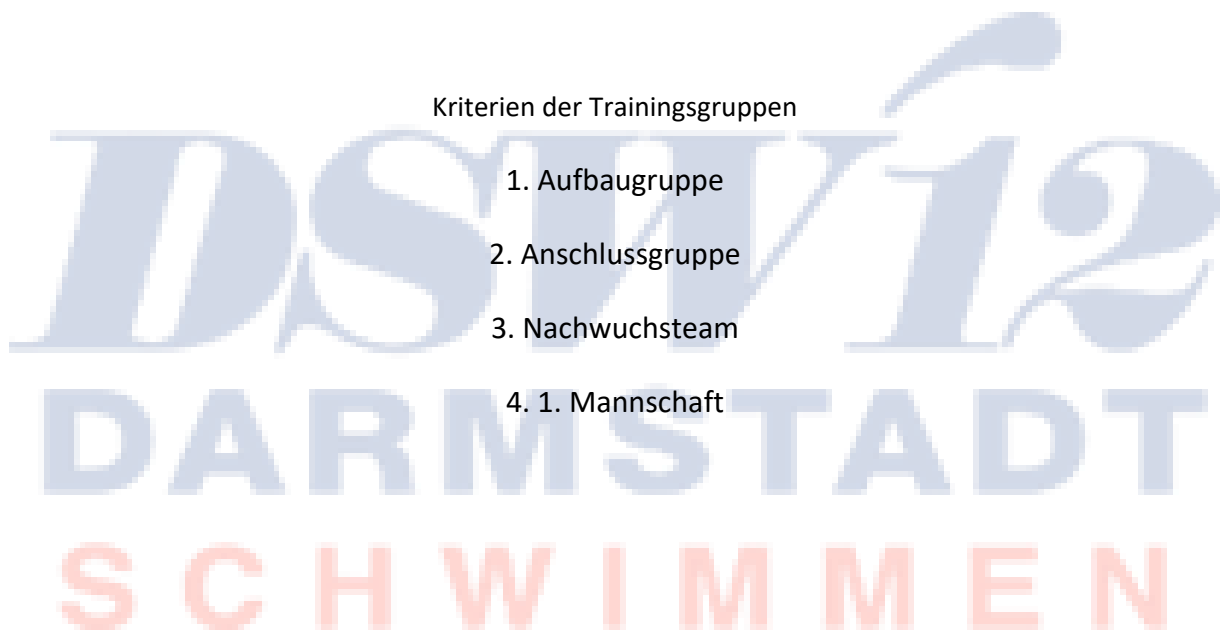 Kriterien der Trainingsgruppen
1. Aufbaugruppe
2. Anschlussgruppe
3. Nachwuchsteam
4. 1. Mannschaft
DSW'12
DARMSTADT
SCHWIMMEN